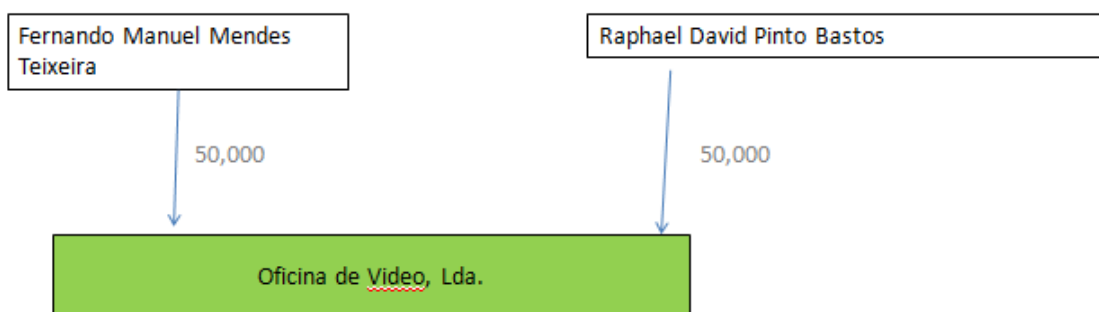 Fernando Manuel Mendes
Teixeira
Raphael David Pinto Bastos
50,000
50,000
Oficina de Video, Lda.